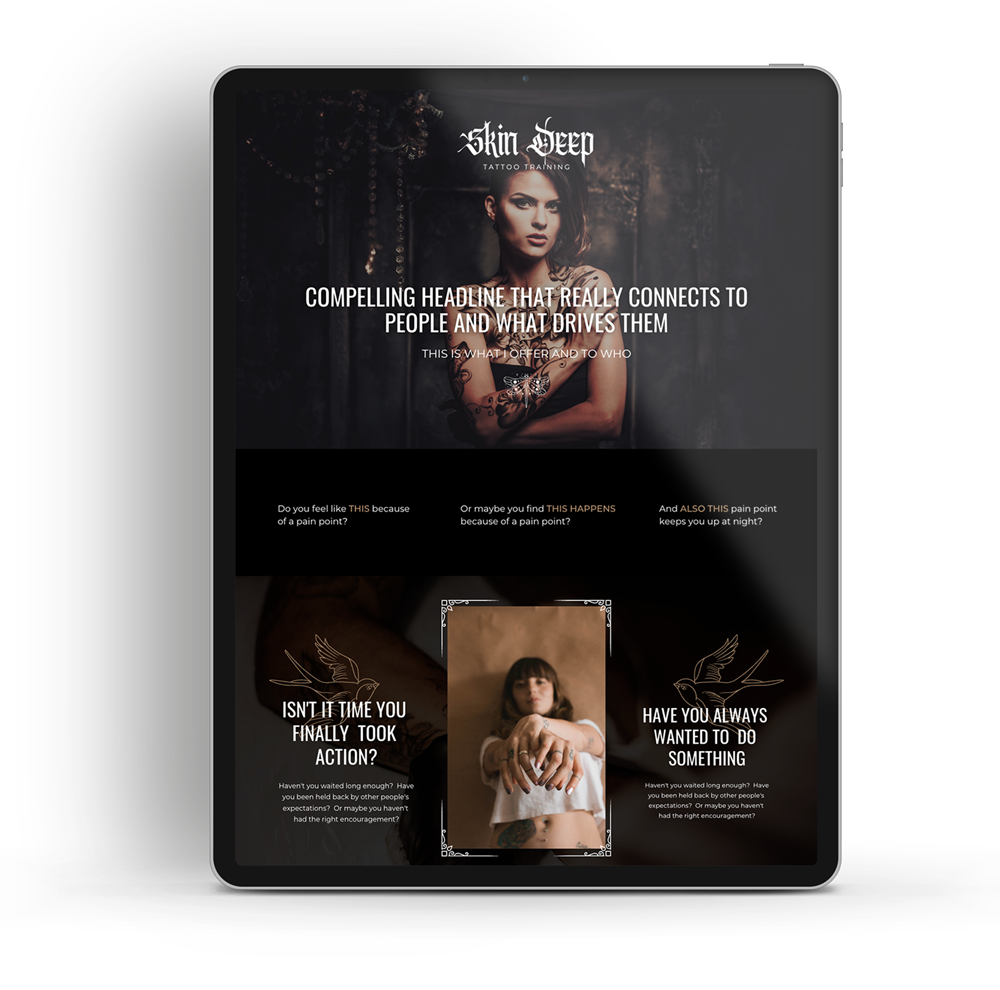 Skin Deep
TATTOO TRAINING
COMPELLING HEADLINE THAT REALLY CONNECTS TO
PEOPLE AND WHAT DRIVES THEM
THIS IS WHAT I OFFER AND TO WHO
Do you feel like THIS because
of a pain point?
Or maybe you find THIS HAPPENS
because of a pain point?
And ALSO THIS pain point
keeps you up at night?
ISN'T IT TIME YOU
FINALLY TOOK
ACTION?
Haven't you waited long enough? Have
you been held back by other people's
expectations? Or maybe you haven't
had the right encouragement?
HAVE YOU ALWAYS
WANTED TO DO
SOMETHING
Haven't you waited long enough? Have
you been held back by other people's
expectations? Or maybe you haven't
had the right encouragement?